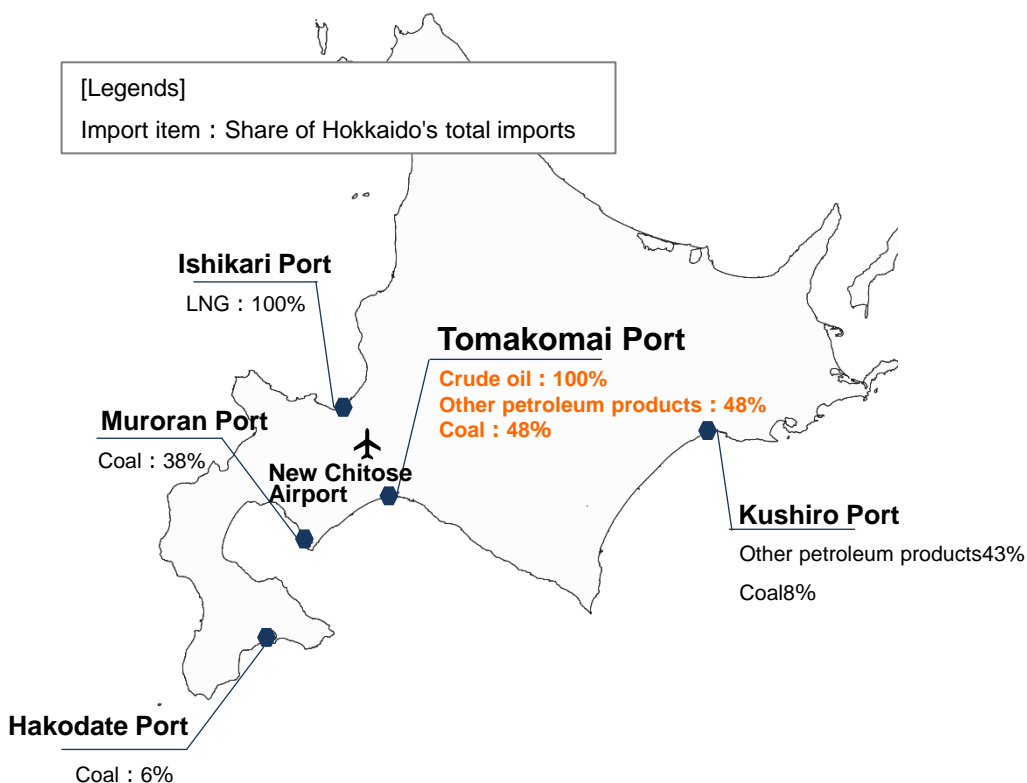 [Legends]
Import item : Share of Hokkaido's total imports
Ishikari Port
LNG : 100%
Tomakomai Port
Crude oil : 100%
Other petroleum products : 48%
Coal : 48%
Muroran Port
Coal : 38%
New Chitose
Airport
Kushiro Port
Other petroleum products43%
Coal8%
Hakodate Port
Coal : 6%